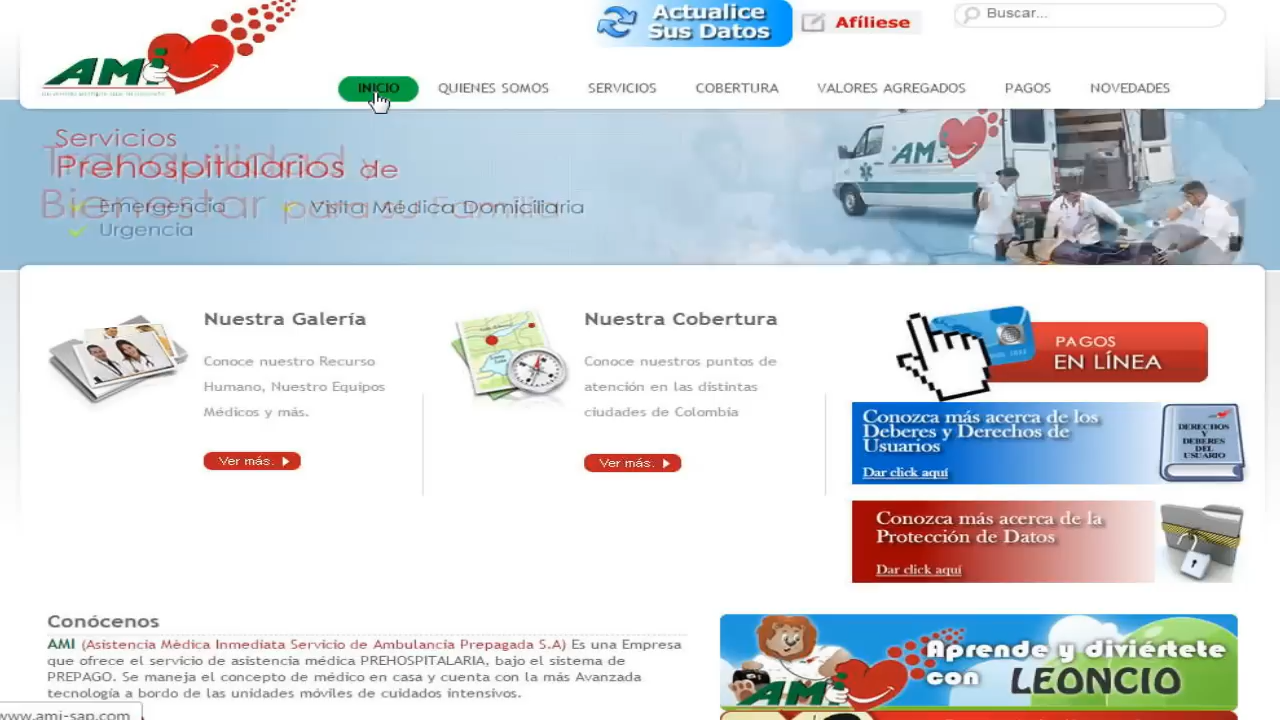 Actualice
Sus Datos
Afíliese
Buscar...
AMi
INICIO
QUIENES SOMOS
SERVICIOS
COBERTURA
VALORES AGREGADOS
PAGOS
NOVEDADES
Servicios
Tranquilidad y
Prehospitalarios de
Bienestar para su Familia
Emergencia
Visita Médica Domiciliaria
Urgencia
AMi
Nuestra Galería
Conoce nuestro Recurso
Humano, Nuestro Equipos
Médicos y más.
Ver más.
Nuestra Cobertura
Conoce nuestros puntos de
atención en las distintas
ciudades de Colombia
Ver más.
PAGOS
EN LÍNEA
Conozca más acerca de los
Deberes y Derechos de
Usuarios
Dar click aquí
DERECHOS
Y
DEBERES
DEL
USUARIO
Conozca más acerca de la
Protección de Datos
Dar click aquí
Conócenos
AMI (Asistencia Mèdica Inmediata Servicio de Ambulancia Prepagada S.A) Es una Empresa
que ofrece el servicio de asistencia médica PREHOSPITALARIA, bajo el sistema de
PREPAGO. Se maneja el concepto de médico en casa y cuenta con la más Avanzada
tecnología a bordo de las unidades móviles de cuidados intensivos.
Aprende y diviértete
con LEONCIO
AMi
www.ami-sap.com